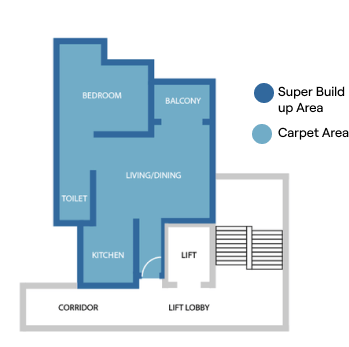 BEDROOM
BALCONY
Super Build
up Area
Carpet Area
LIVING/DINING
TOILET
KITCHEN
LIFT
CORRIDOR
LIFT LOBBY